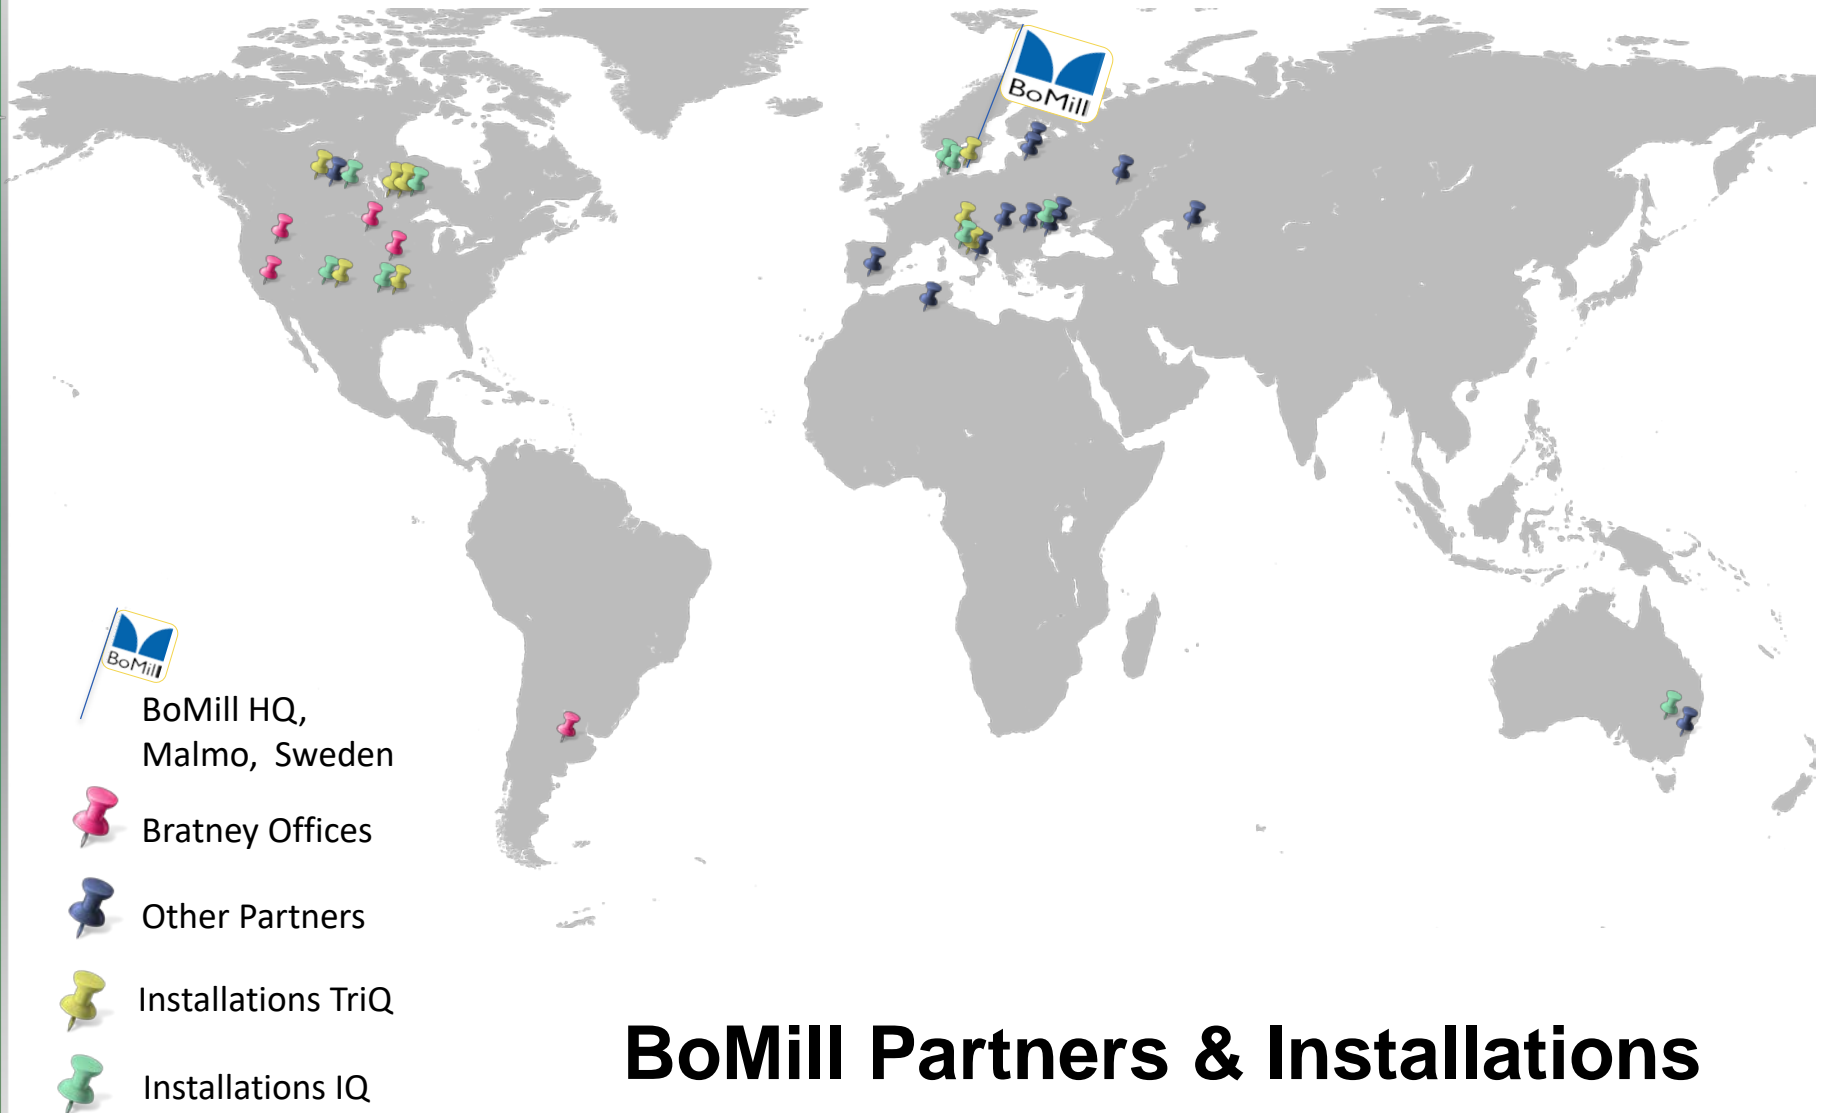 BoMill
BoMill
BoMill HQ,
Malmo, Sweden
Bratney Offices
Other Partners
Installations TriQ
Installations IQ
BoMill Partners & Installations